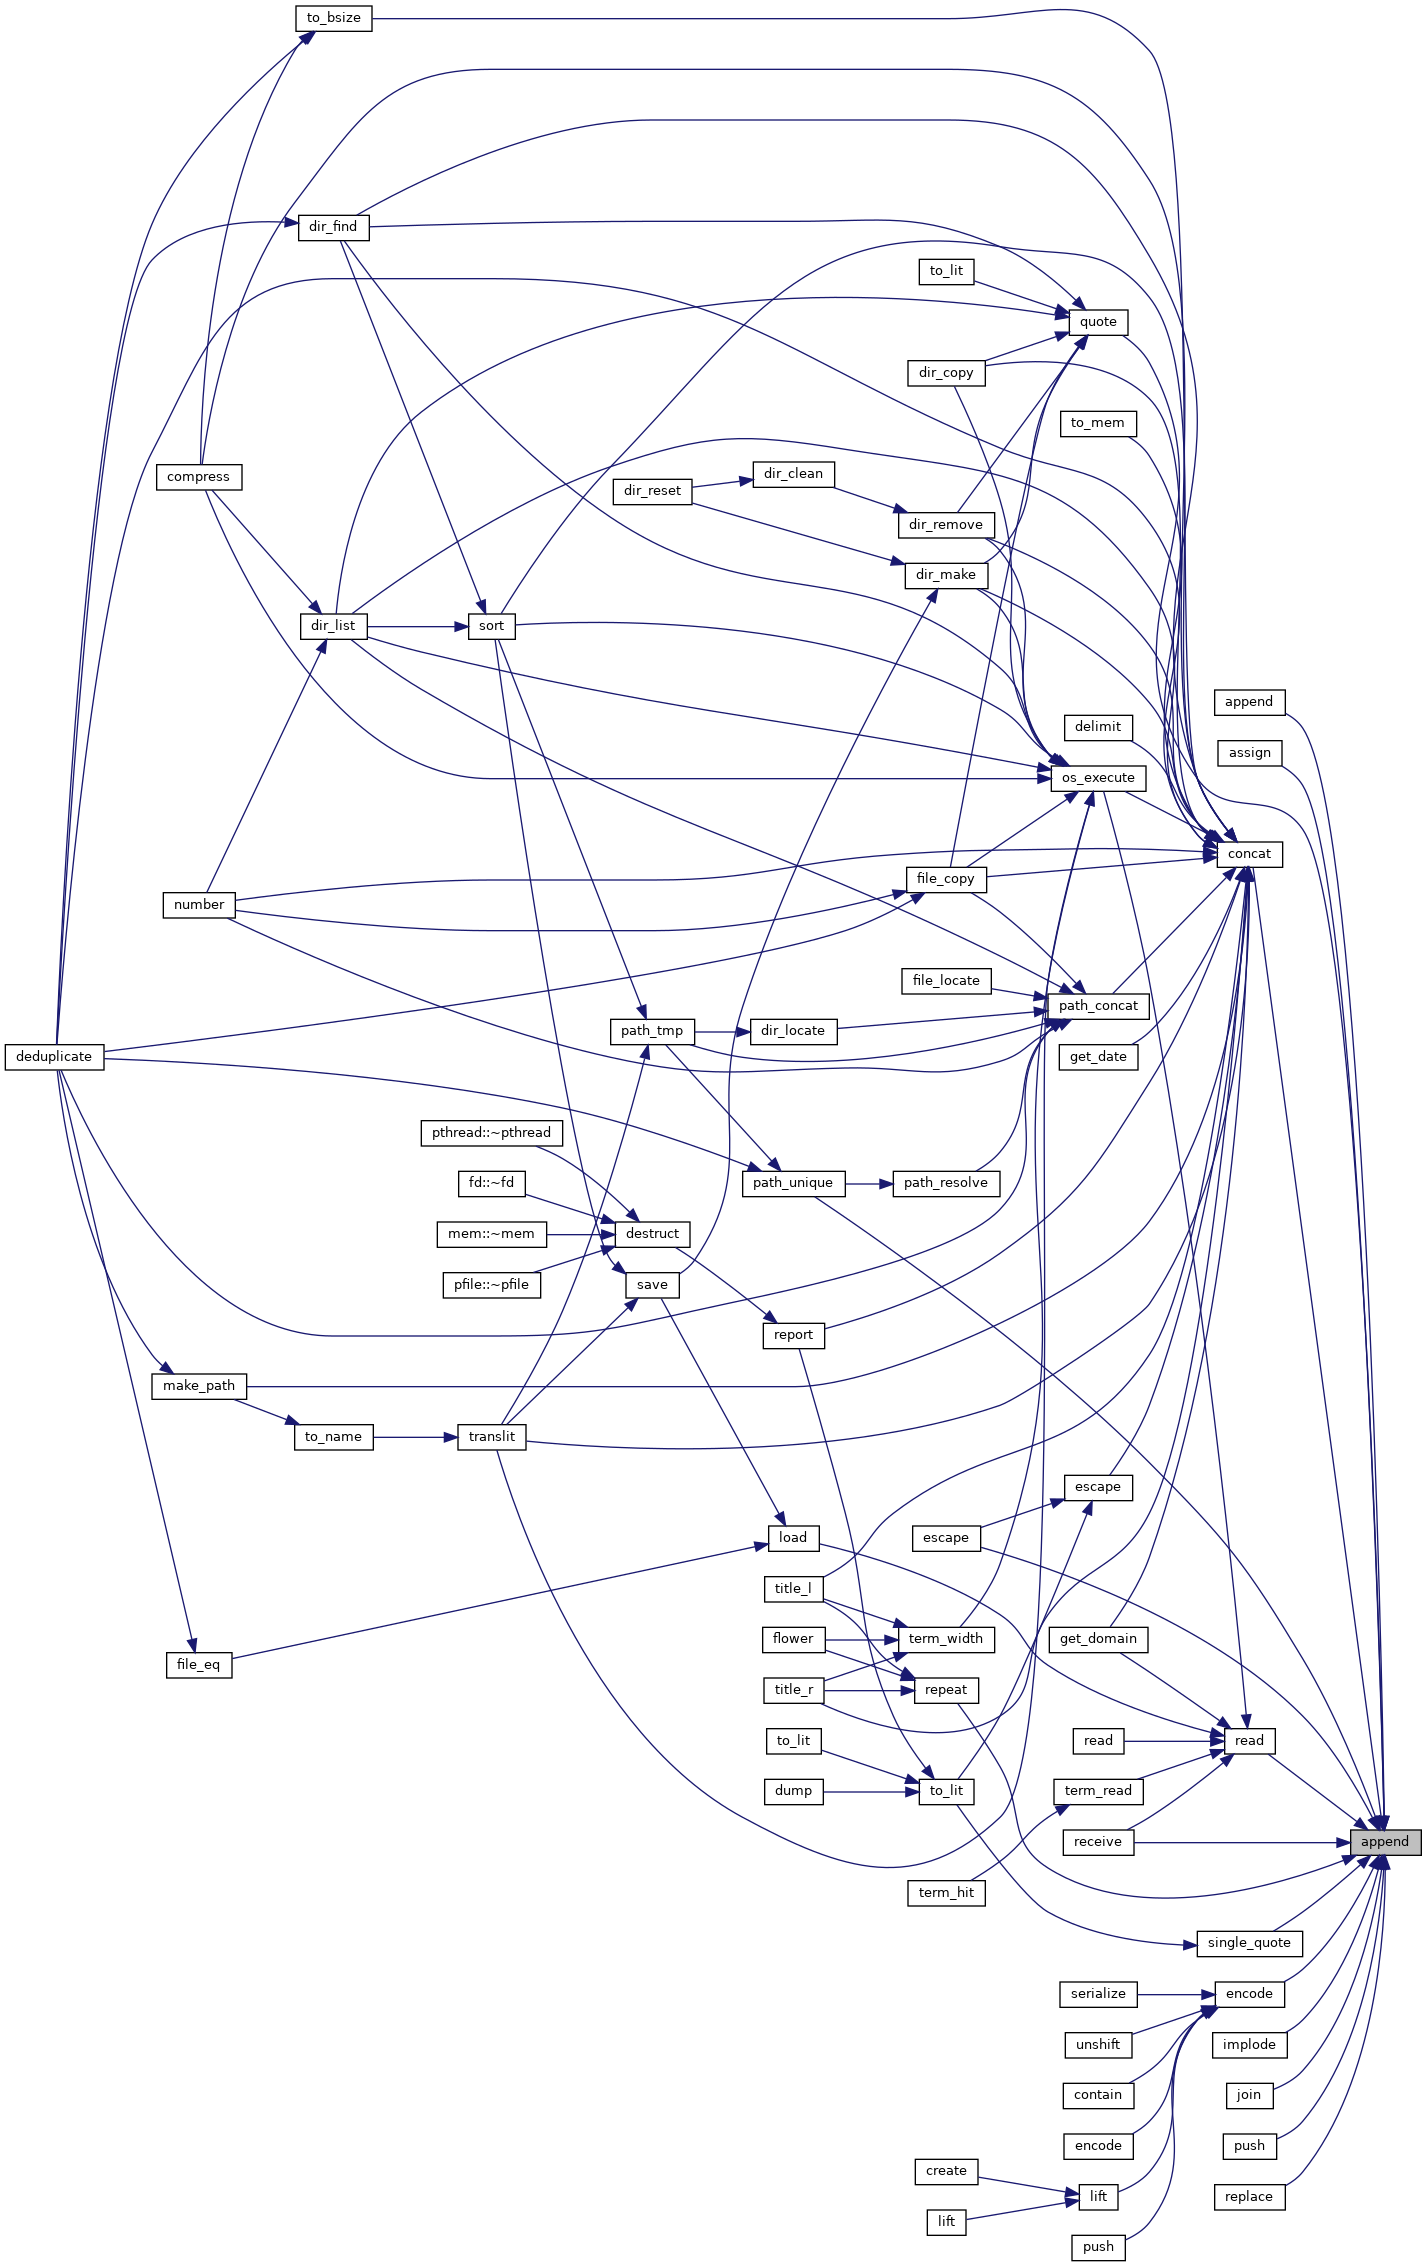 to_bsize
dir_find
to_lit
quote
dir_copy
to_mem
dir_clean
compress
dir_reset
dir_remove
dir_make
dir_list
sort
append
delimit
assign
os_execute
concat
file_copy
number
file_locate
path_concat
path_tmp
dir_locate
deduplicate
get_date
pthread::~pthread
fd::~fd
path_unique
path_resolve
mem::~mem
destruct
pfile::~pfile
save
report
make_path
to_name
translit
escape
load
escape
title_l
flower
term_width
get_domain
file_eq
title_r
repeat
to_lit
read
read
dump
to_lit
term_read
receive
append
term_hit
single_quote
serialize
encode
unshift
implode
contain
join
encode
push
create
lift
replace
lift
push